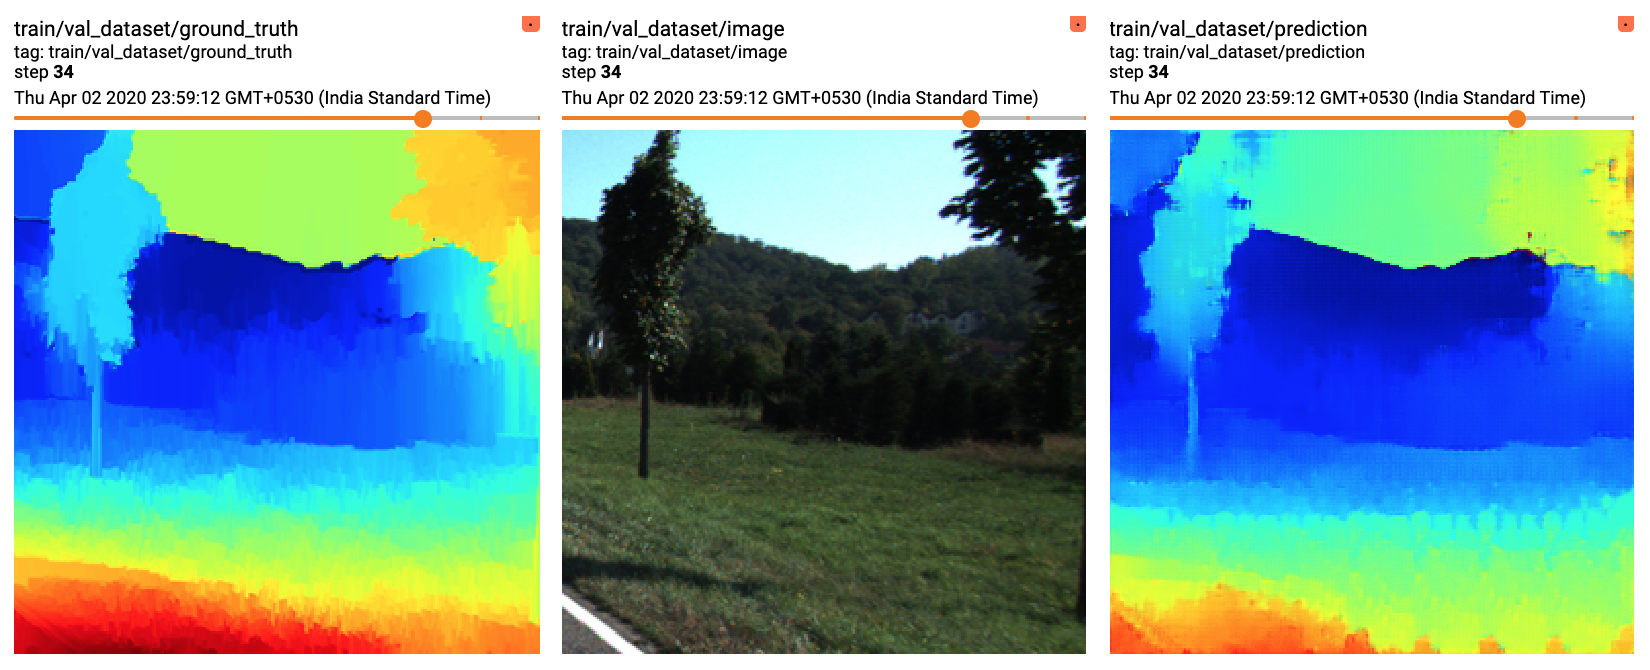 train/val_dataset/ground_truth
tag: train/val_dataset/ground_truth
step 34
Thu Apr 02 2020 23:59:12 GMT+0530 (India Standard Time)
train/val_dataset/image
tag: train/val_dataset/image
step 34
Thu Apr 02 2020 23:59:12 GMT+0530 (India Standard Time)
train/val_dataset/prediction
tag: train/val_dataset/prediction
step 34
Thu Apr 02 2020 23:59:12 GMT+0530 (India Standard Time)